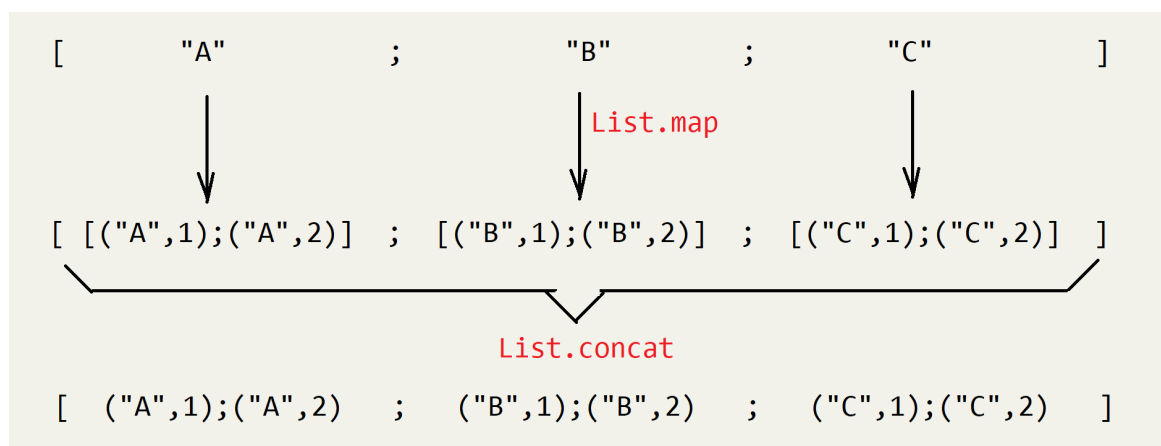 [ "A" ; "B" ; "C" ]
List.map
[ [("A",1);("A",2)] ; [("B",1);("B",2)] ; [("C",1);("C",2)] ]
List.concat
[ ("A",1);("A",2) ; ("B",1);("B",2) ; ("C",1);("C",2) ]